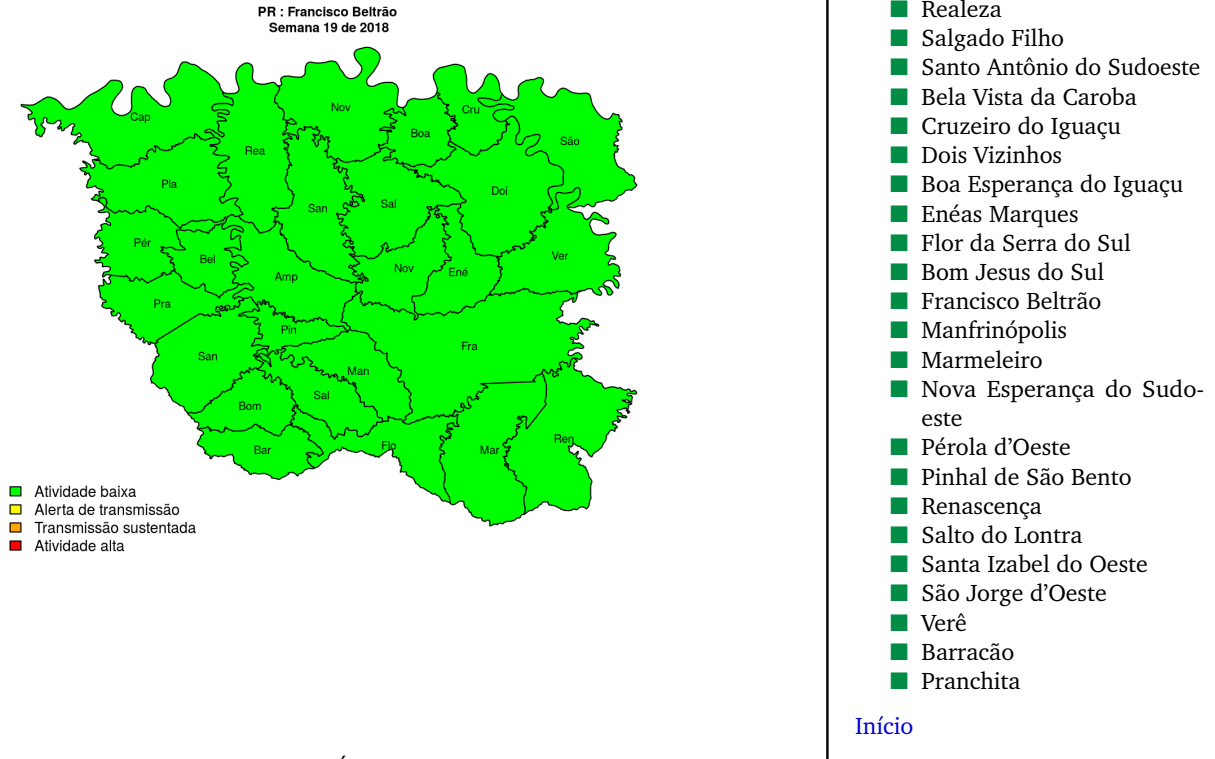 PR : Francisco Beltrão
Semana 19 de 2018
Cap
Nov
Cru
Boa
São
Rea
Pla
Doi
San
Sal
Pér
Bel
Nov
Ené
Ver
Amp
Pra
Pin
Fra
San
Man
Sal
Bom
Flo
Mar
Ren
Bar
Atividade baixa
Alerta de transmissão
Transmissão sustentada
Atividade alta
Realeza
Salgado Filho
Santo Antônio do Sudoeste
Bela Vista da Caroba
Cruzeiro do Iguaçu
Dois Vizinhos
Boa Esperança do Iguaçu
Enéas Marques
Flor da Serra do Sul
Bom Jesus do Sul
Francisco Beltrão
Manfrinópolis
Marmeleiro
Nova Esperança do Sudo-
este
Pérola d'Oeste
Pinhal de São Bento
Renascença
Salto do Lontra
Santa Izabel do Oeste
São Jorge d'Oeste
Verê
Barracão
Pranchita
Início